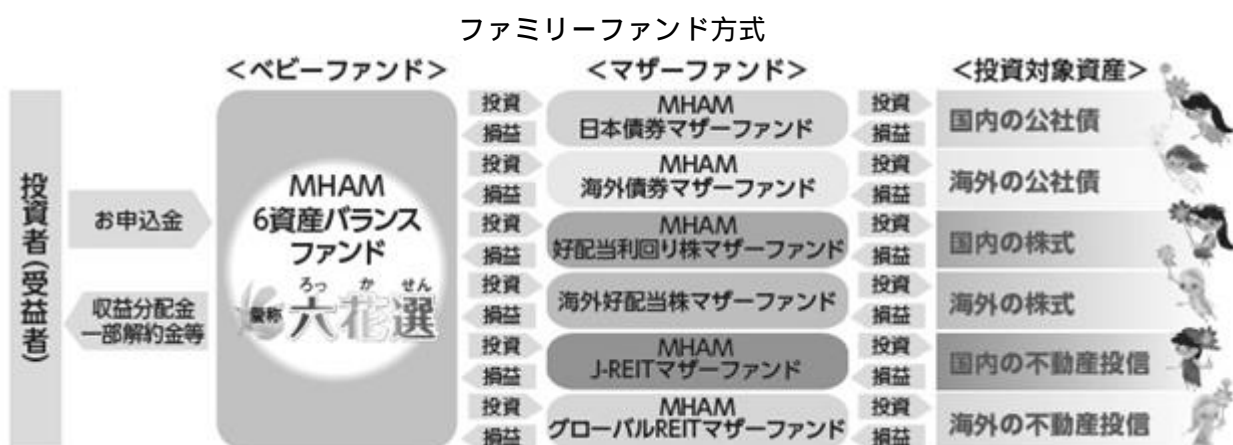 ファミリーファンド方式
<ベビーファンド>
<マザーファンド>
<投資対象資産>
投資者(受益者)
お申込金
収益分配金
一部解約金等
MHAM
6資産バランス
ファンド
ろっ か せん
愛称 六花選
投資
損益
MHAM
日本債券マザーファンド
投資
損益
国内の公社債
投資
損益
MHAM
海外債券マザーファンド
投資
損益
海外の公社債
投資
損益
MHAM
好配当利回り株マザーファンド
投資
損益
国内の株式
投資
損益
海外好配当株マザーファンド
投資
損益
海外の株式
投資
損益
MHAM
J-REITマザーファンド
投資
損益
国内の不動産投信
投資
損益
MHAM
グローバルREITマザーファンド
投資
損益
海外の不動産投信